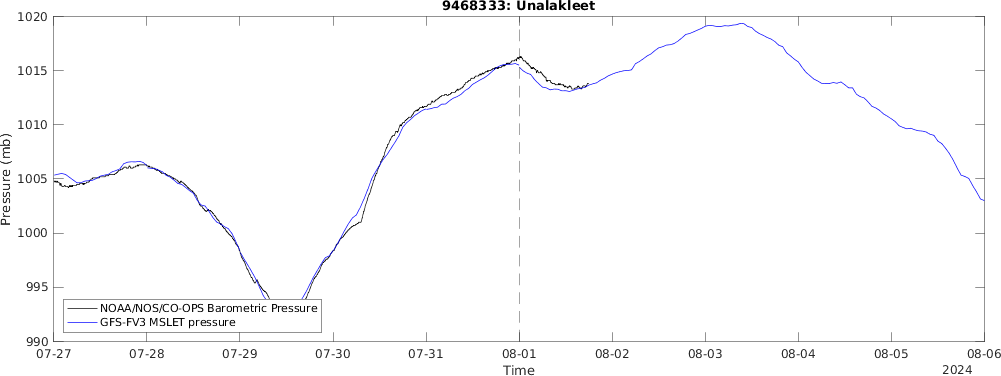 9468333: Unalakleet
1020
1015
1010
1005
1000
995
990
Pressure (mb)
NOAA/NOS/CO-OPS Barometric Pressure
GFS-FV3 MSLET pressure
07-27 07-28 07-29 07-30 07-31 08-01 08-02 08-03 08-04 08-05 08-06
Time
2024